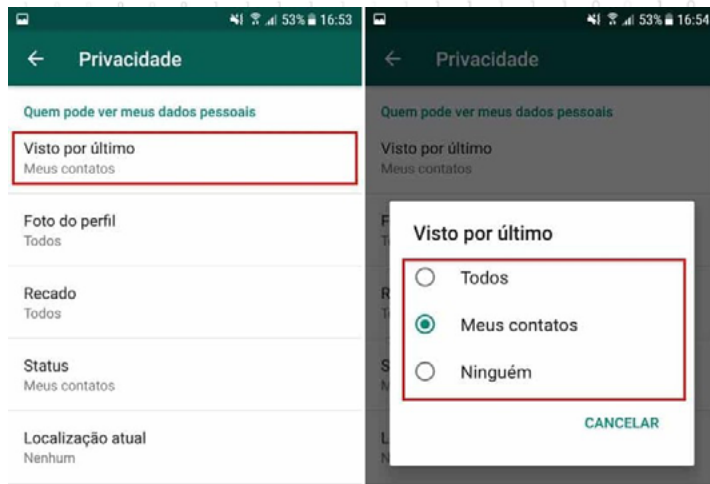 53% 16:53
Privacidade
Quem pode ver meus dados pessoais
Visto por último
Meus contatos
Foto do perfil
Todos
Recado
Todos
Status
Meus contatos
Localização atual
Nenhum
53% 16:54
Privacidade
Quem pode ver meus dados pessoais
Visto por último
Meus contatos
Visto por último
Todos
Meus contatos
Ninguém
CANCELAR